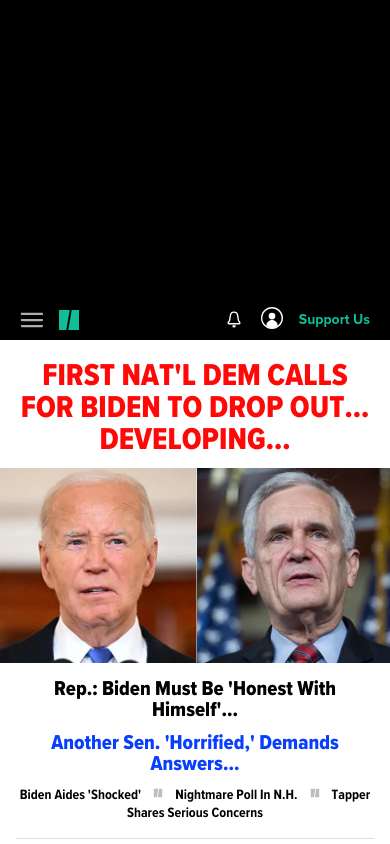 Support Us
FIRST NAT'L DEM CALLS
FOR BIDEN TO DROP OUT...
DEVELOPING...
Rep.: Biden Must Be 'Honest With
Himself'...
Another Sen. 'Horrified,' Demands
Answers...
Biden Aides 'Shocked' Nightmare Poll In N.H. Tapper
Shares Serious Concerns